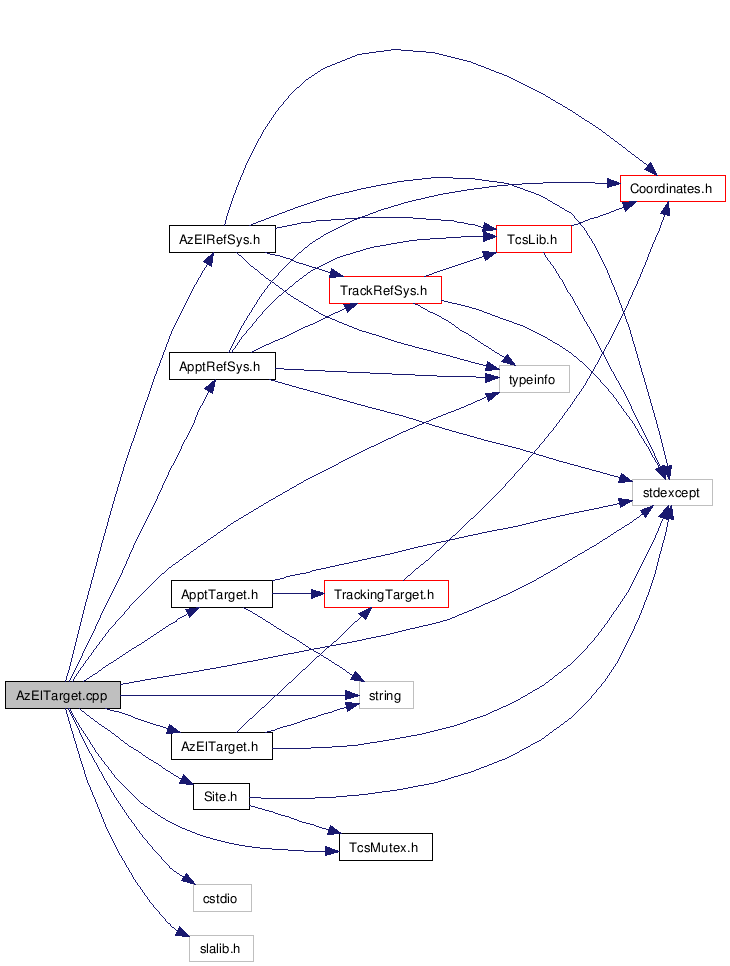 Coordinates.h
AzElRefSys.h
TcsLib.h
TrackRefSys.h
ApptRefSys.h
typeinfo
stdexcept
ApptTarget.h
TrackingTarget.h
AzElTarget.cpp
string
AzElTarget.h
Site.h
TcsMutex.h
cstdio
slalib.h